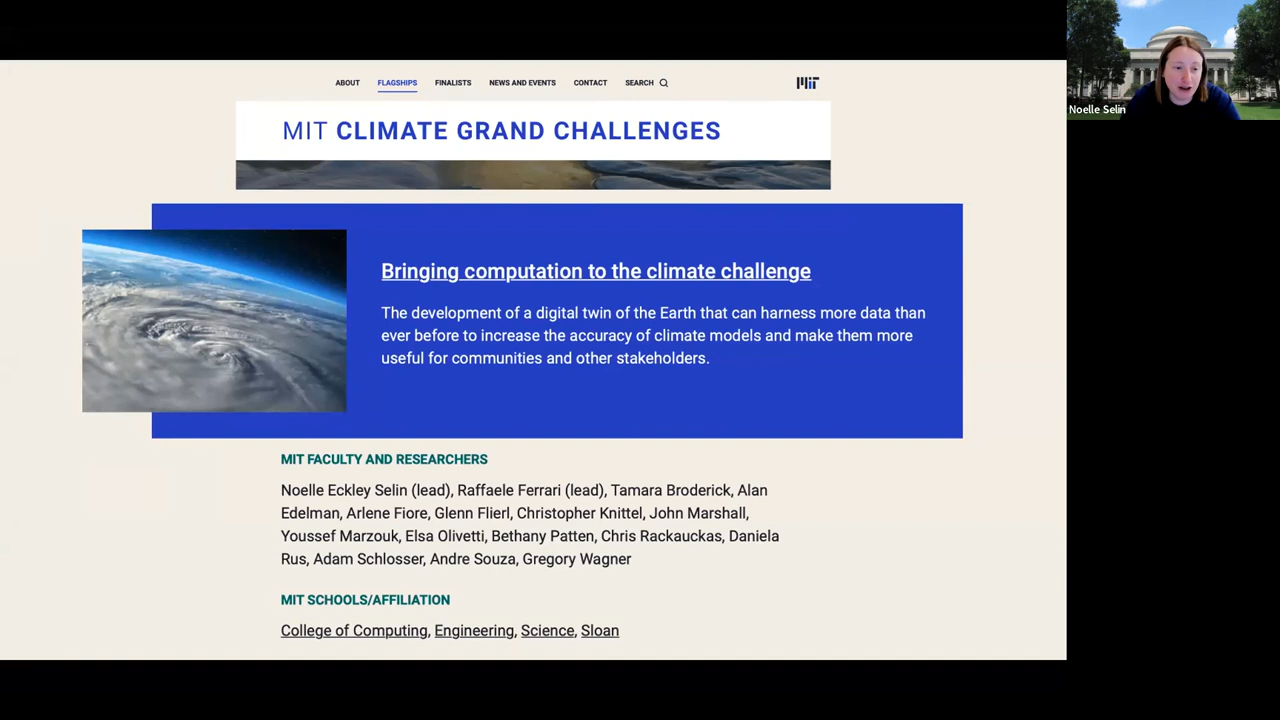 ABOUT FLAGSHIPS FINALISTS NEWS AND EVENTS CONTACT SEARCH MIT
MIT CLIMATE GRAND CHALLENGES
Noelle Selin
Bringing computation to the climate challenge
The development of a digital twin of the Earth that can harness more data than
ever before to increase the accuracy of climate models and make them more
useful for communities and other stakeholders.
MIT FACULTY AND RESEARCHERS
Noelle Eckley Selin (lead), Raffaele Ferrari (lead), Tamara Broderick, Alan
Edelman, Arlene Fiore, Glenn Flierl, Christopher Knittel, John Marshall,
Youssef Marzouk, Elsa Olivetti, Bethany Patten, Chris Rackauckas, Daniela
Rus, Adam Schlosser, Andre Souza, Gregory Wagner
MIT SCHOOLS/AFFILIATION
College of Computing, Engineering, Science, Sloan